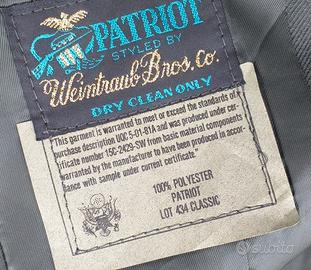 PATRIOT
STYLED BY
Weintraub Bros. Co.
DRY CLEAN ONLY
This garment is warranted to meet or exceed the standards of
purchase description UQC 5-01-81A and was produced under cer-
tificate number 15C-2429-SW from basic material components
warranted by the manufacturer to have been produced in accor-
dance with sample under current certificate."
100% POLYESTER
PATRIOT
LOT 434 CLASSIC
subito